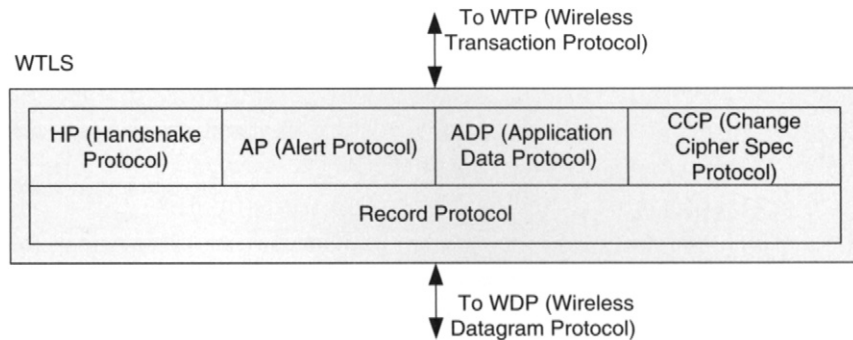 To WTP (Wireless
Transaction Protocol)
WTLS
HP (Handshake
Protocol)
AP (Alert Protocol)
ADP (Application
Data Protocol)
CCP (Change
Cipher Spec
Protocol)
Record Protocol
To WDP (Wireless
Datagram Protocol)